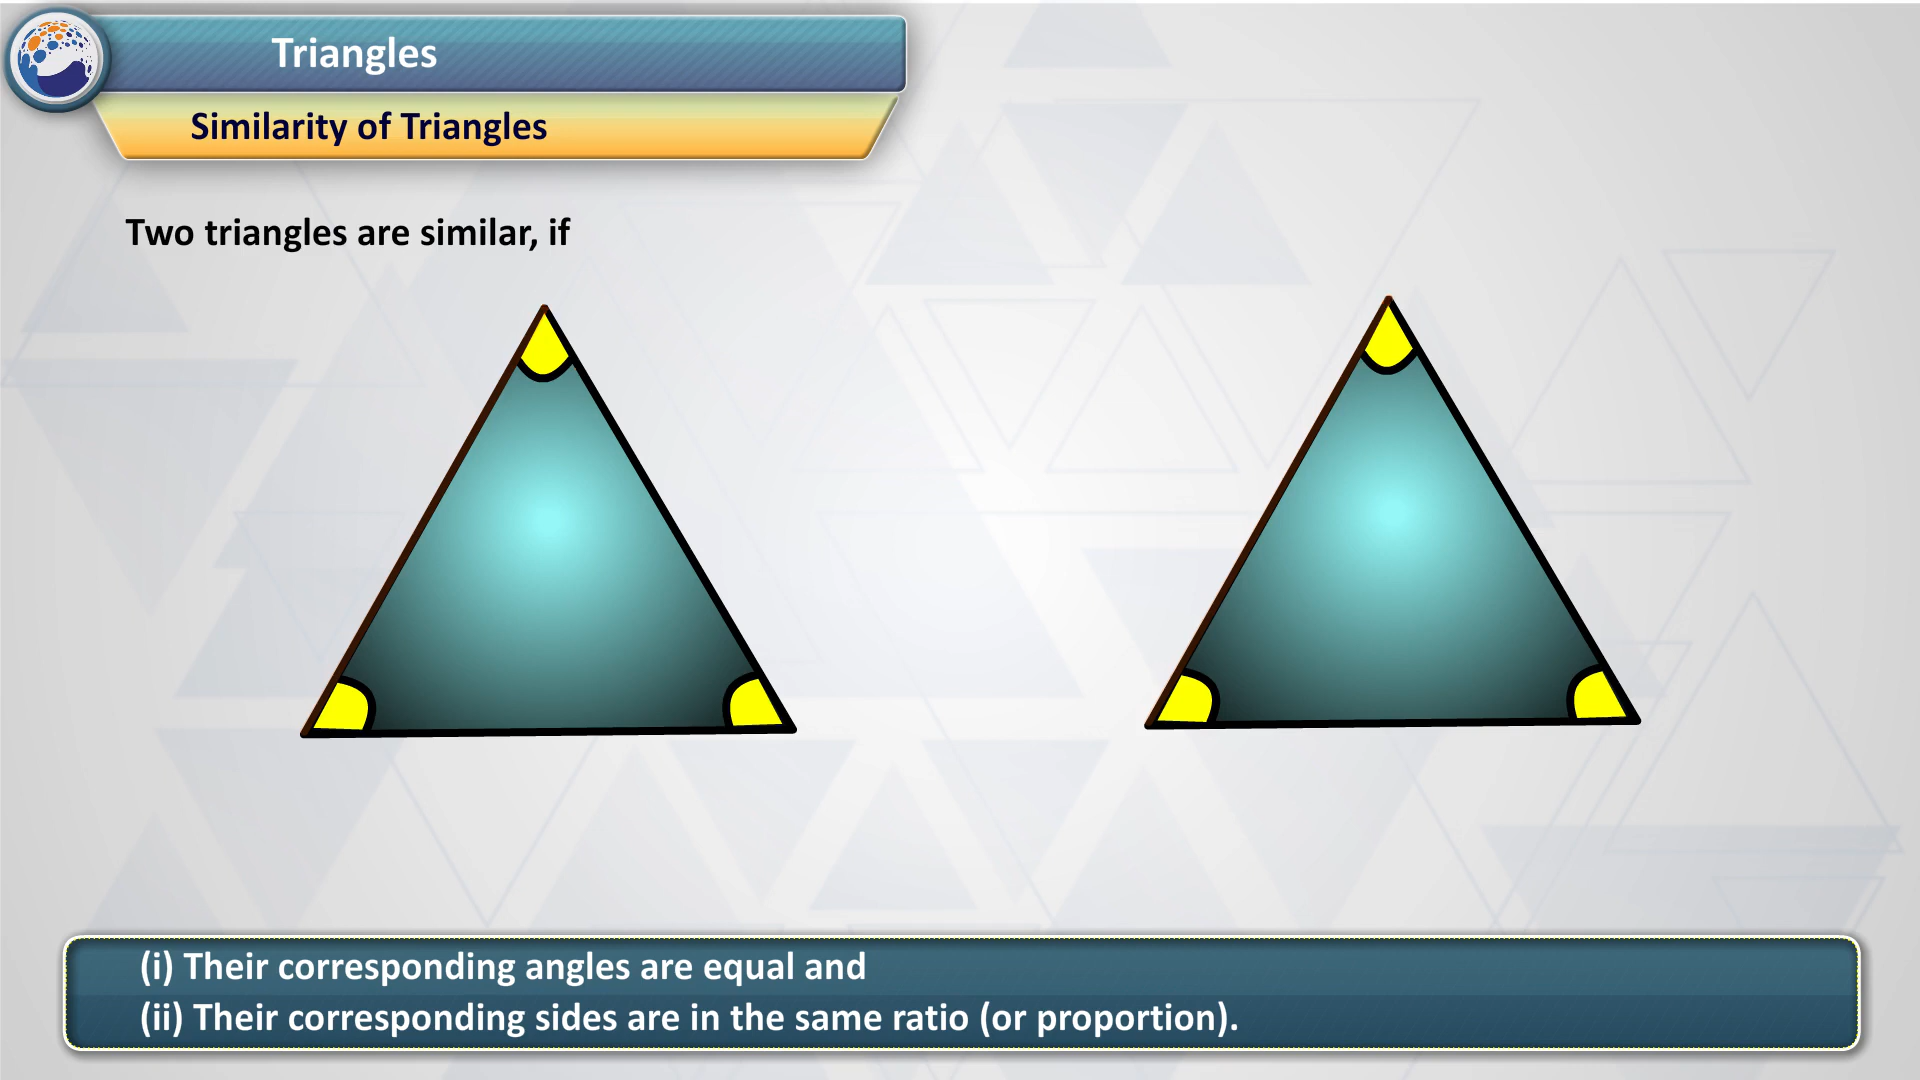 Triangles
Similarity of Triangles
Two triangles are similar, if
(i) Their corresponding angles are equal and
(ii) Their corresponding sides are in the same ratio (or proportion).